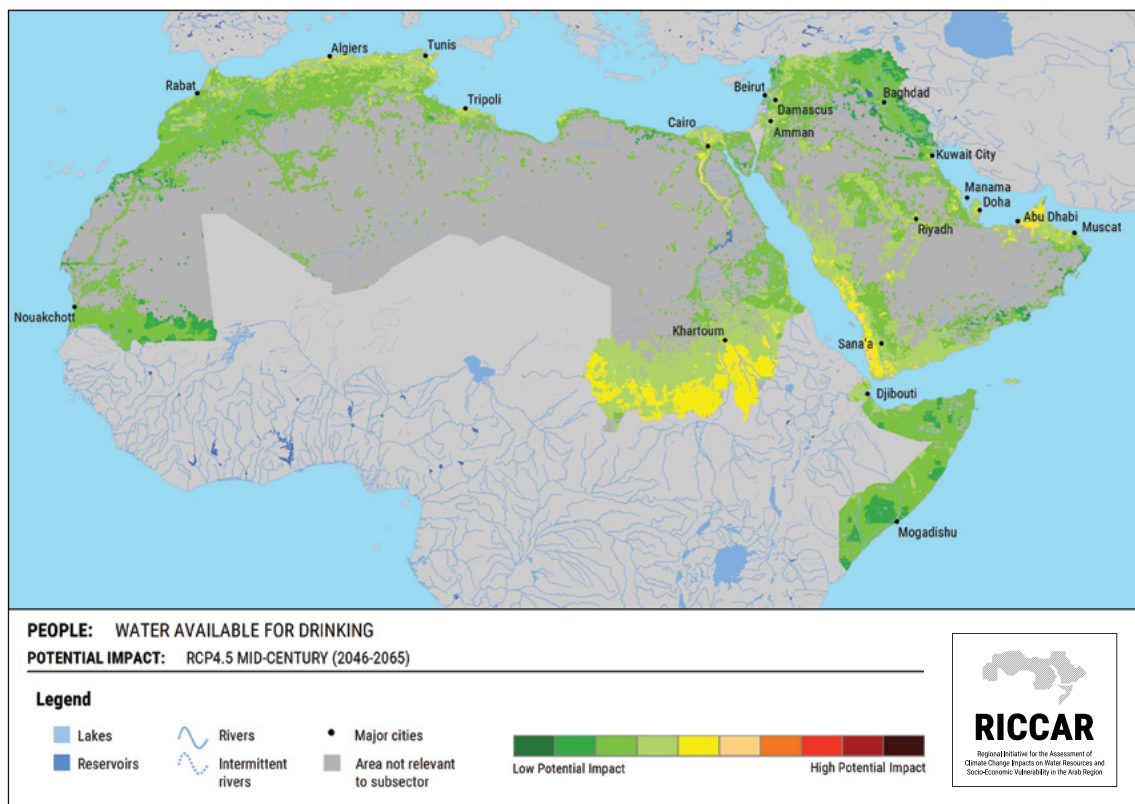 Algiers
Tunis
Rabat
Tripoli
Beirut
Baghdad
Damascus
Cairo
Amman
Kuwait City
Manama
Doha
Abu Dhabi
Riyadh
Muscat
Nouakchott
Khartoum
Sana'a
Djibouti
Mogadishu
PEOPLE: WATER AVAILABLE FOR DRINKING
POTENTIAL IMPACT: RCP4.5 MID-CENTURY (2046-2065)
Legend
Lakes
Reservoirs
Rivers
Intermittent
rivers
Major cities
Area not relevant
to subsector
Low Potential Impact
High Potential Impact
RICCAR
Regional Initiative for the Assessment of
Climate Change Impacts on Water Resources and
Socio-Economic Vulnerability in the Arab Region